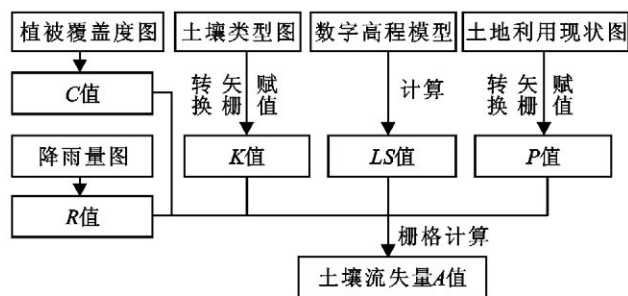 植被覆盖度图
土壤类型图
数字高程模型
土地利用现状图
转换 矢栅 赋值
计算
转换 矢栅 赋值
C值
降雨量图
K值
LS值
P值
R值
栅格计算
土壤流失量A值